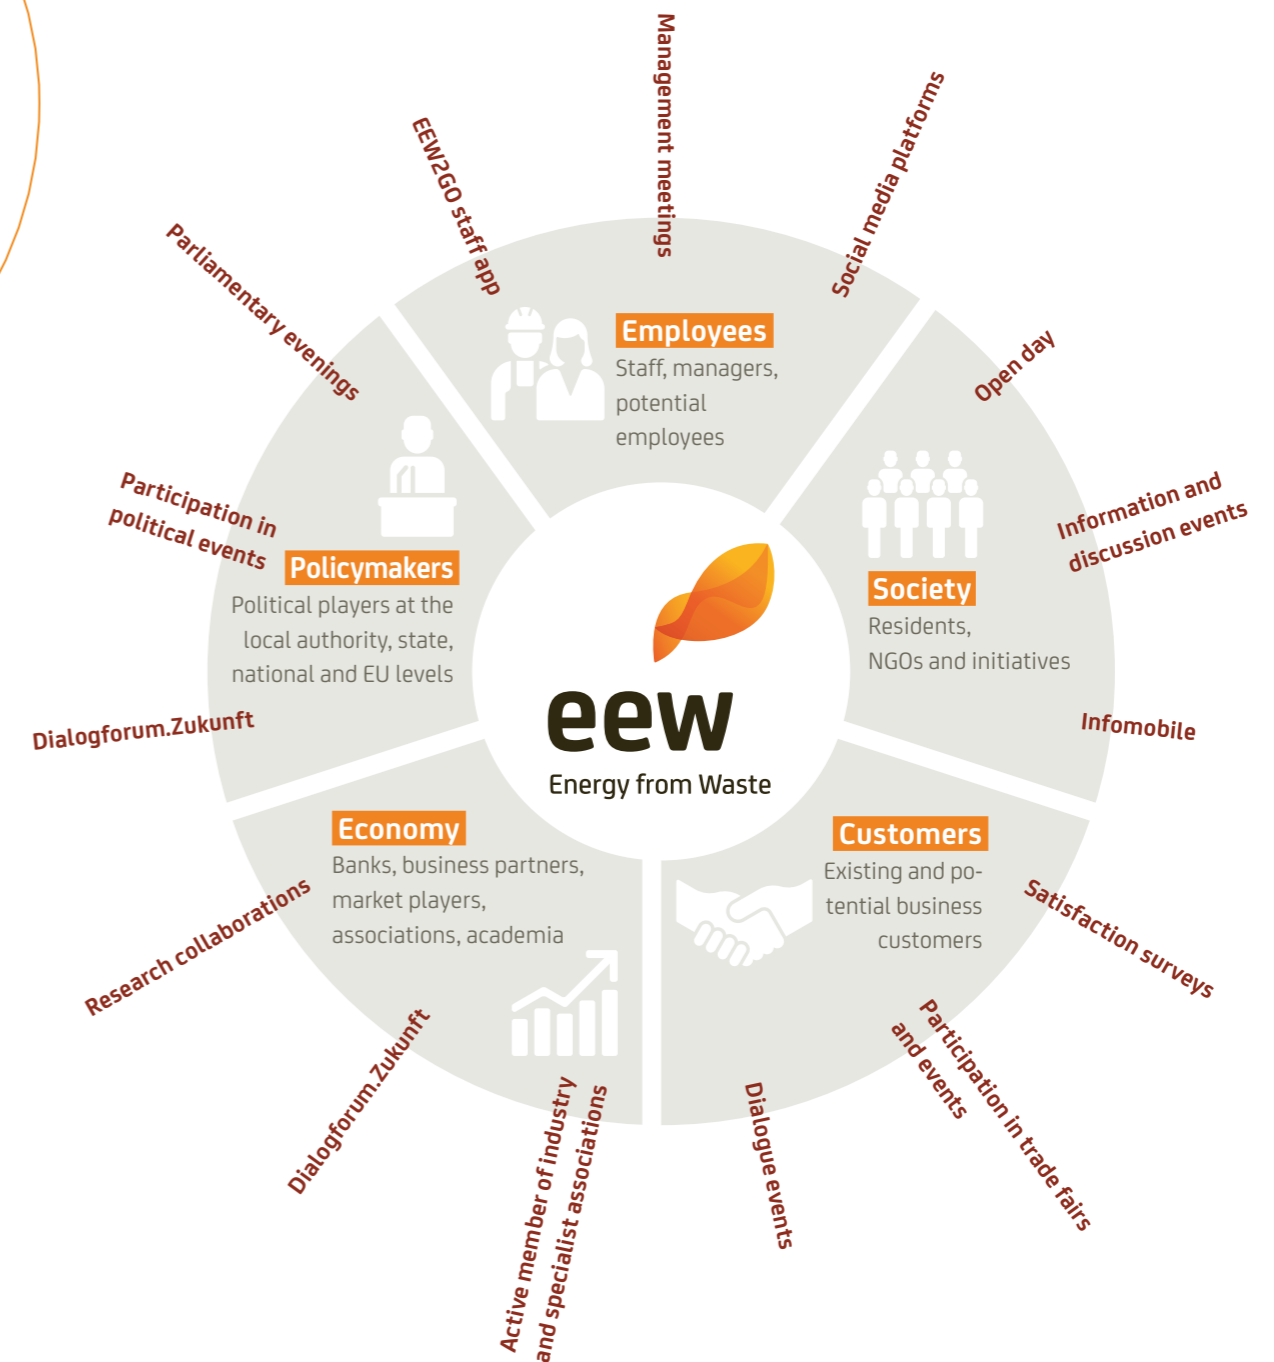 Management meetings
Social media platforms
EEW2GO staff app
Parliamentary evenings
Open day
Employees
Staff, managers,
potential
employees
Participation in
political events
Information and
discussion events
Policymakers
Political players at the
local authority, state,
national and EU levels
Society
Residents,
NGOs and initiatives
eew
Energy from Waste
Dialogforum.Zukunft
Infomobile
Economy
Banks, business partners,
market players,
associations, academia
Customers
Existing and po-
tential business
customers
Research collaborations
Satisfaction surveys
Dialogforum.Zukunft
Participation in trade fairs
and events
Active member of industry
and specialist associations
Dialogue events